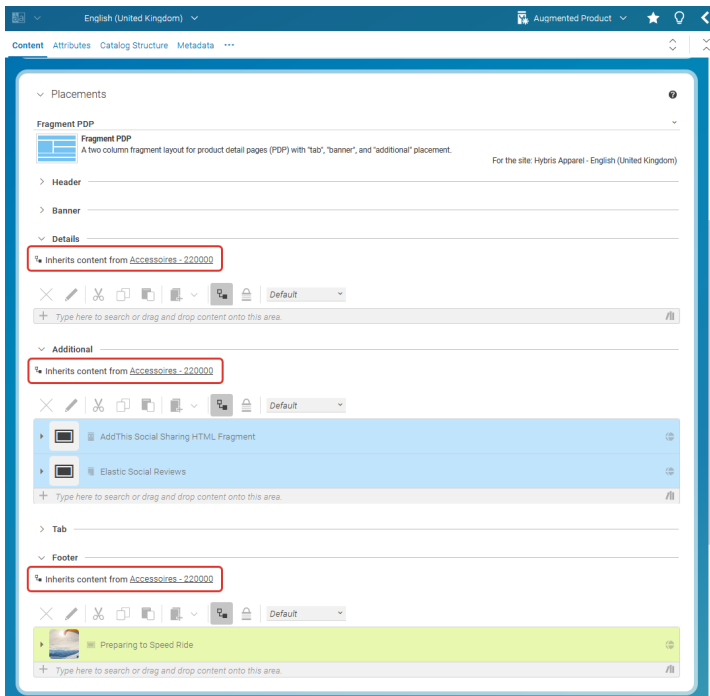 English (United Kingdom)
Augmented Product
Content Attributes Catalog Structure Metadata •••
Placements
Fragment PDP
Fragment PDP
A two column fragment layout for product detail pages (PDP) with "tab", "banner", and "additional" placement.
For the site: Hybris Apparel - English (United Kingdom)
Header
Banner
Details
Inherits content from Accessoires - 220000
Default
Type here to search or drag and drop content onto this area.
Additional
Inherits content from Accessoires - 220000
Default
AddThis Social Sharing HTML Fragment
Elastic Social Reviews
Type here to search or drag and drop content onto this area.
Tab
Footer
Inherits content from Accessoires - 220000
Default
Preparing to Speed Ride
Type here to search or drag and drop content onto this area.